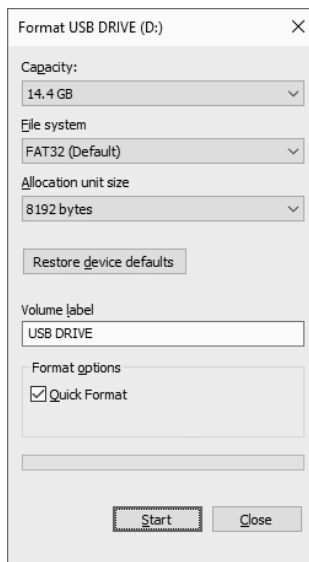 Format USB DRIVE (D:)
Capacity:
14.4 GB
File system
FAT32 (Default)
Allocation unit size
8192 bytes
Restore device defaults
Volume label
USB DRIVE
Format options
Quick Format
Start
Close